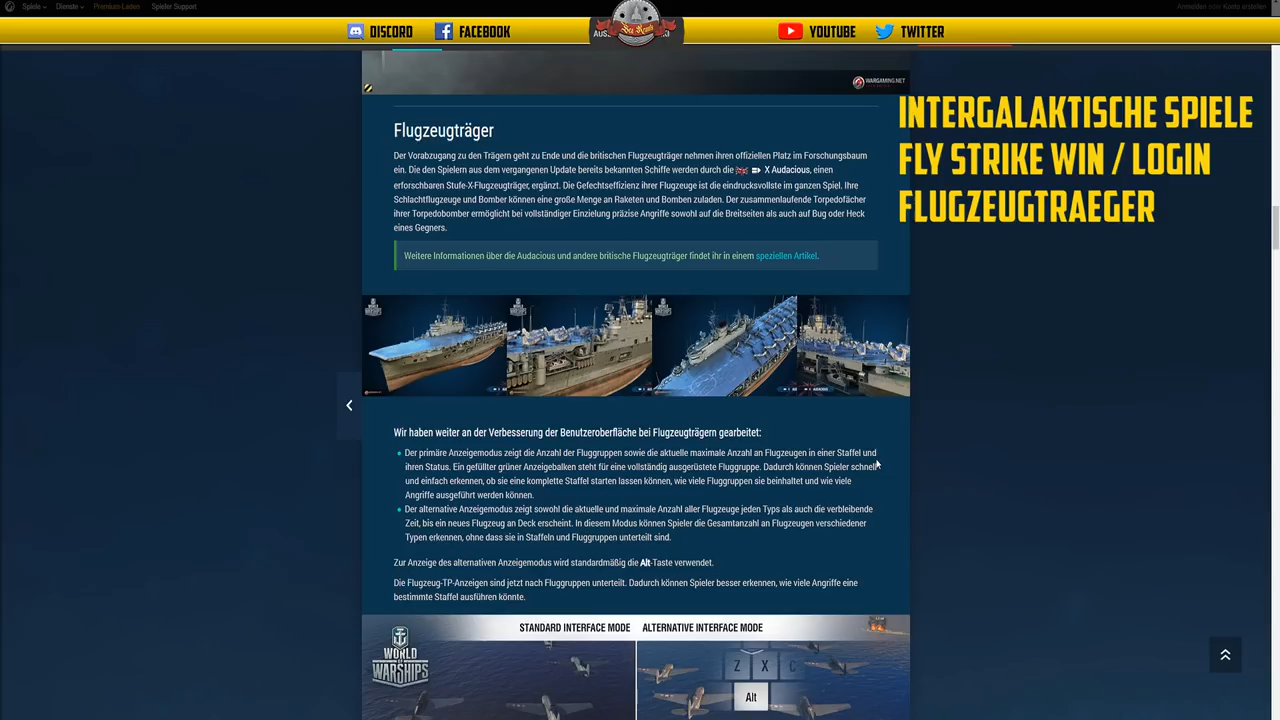 Spiele Dienste Premium-Laden Spieler Support
Anmelden oder Konto erstellen
DISCORD FACEBOOK YOUTUBE TWITTER
WARGAMING.NET
Flugzeugträger
Der Vorabzugang zu den Trägern geht zu Ende und die britischen Flugzeugträger nehmen ihren offiziellen Platz im Forschungsbaum
ein. Die den Spielern aus dem vergangenen Update bereits bekannten Schiffe werden durch die X Audacious, einen
erforschbaren Stufe-X-Flugzeugträger, ergänzt. Die Gefechtseffizienz ihrer Flugzeuge ist die eindrucksvollste im ganzen Spiel. Ihre
Schlachtflugzeuge und Bomber können eine große Menge an Raketen und Bomben zuladen. Der zusammenlaufende Torpedofächer
ihrer Torpedobomber ermöglicht bei vollständiger Einzielung präzise Angriffe sowohl auf die Breitseiten als auch auf Bug oder Heck
eines Gegners.
Weitere Informationen über die Audacious und andere britische Flugzeugträger findet ihr in einem speziellen Artikel.
INTERGALAKTISCHE SPIELE
FLY STRIKE WIN / LOGIN
FLUGZEUGTRAEGER
Wir haben weiter an der Verbesserung der Benutzeroberfläche bei Flugzeugträgern gearbeitet:
Der primäre Anzeigemodus zeigt die Anzahl der Fluggruppen sowie die aktuelle maximale Anzahl an Flugzeugen in einer Staffel und
ihren Status. Ein gefüllter grüner Anzeigebalken steht für eine vollständig ausgerüstete Fluggruppe. Dadurch können Spieler schnell
und einfach erkennen, ob sie eine komplette Staffel starten lassen können, wie viele Fluggruppen sie beinhaltet und wie viele
Angriffe ausgeführt werden können.
Der alternative Anzeigemodus zeigt sowohl die aktuelle und maximale Anzahl aller Flugzeuge jeden Typs als auch die verbleibende
Zeit, bis ein neues Flugzeug an Deck erscheint. In diesem Modus können Spieler die Gesamtanzahl an Flugzeugen verschiedener
Typen erkennen, ohne dass sie in Staffeln und Fluggruppen unterteilt sind.
Zur Anzeige des alternativen Anzeigemodus wird standardmäßig die Alt-Taste verwendet.
Die Flugzeug-TP-Anzeigen sind jetzt nach Fluggruppen unterteilt. Dadurch können Spieler besser erkennen, wie viele Angriffe eine
bestimmte Staffel ausführen könnte.
STANDARD INTERFACE MODE ALTERNATIVE INTERFACE MODE
WORLD
OF
WARSHIPS
Z X C
Alt